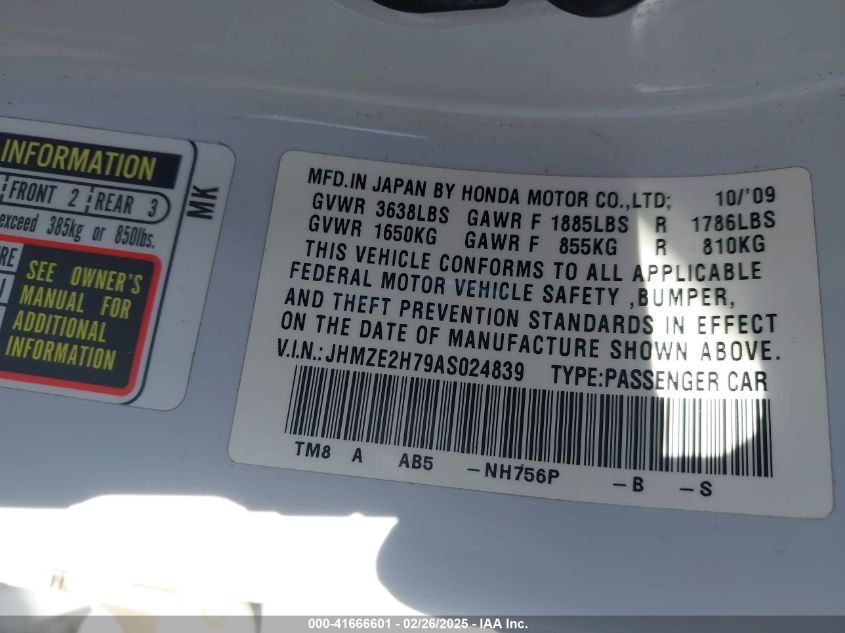 INFORMATION
FRONT 2 REAR 3
exceed 385kg or 850lbs.
MK
RE
SEE OWNER'S
MANUAL FOR
ADDITIONAL
INFORMATION
MFD.IN JAPAN BY HONDA MOTOR CO.,LTD; 10/'09
GVWR 3638LBS GAWR F 1885LBS R 1786LBS
GVWR 1650KG GAWR F 855KG R 810KG
THIS VEHICLE CONFORMS TO ALL APPLICABLE
FEDERAL MOTOR VEHICLE SAFETY ,BUMPER,
AND THEFT PREVENTION STANDARDS IN EFFECT
ON THE DATE OF MANUFACTURE SHOWN ABOVE.
V.I.N.: JHMZE2H79AS024839 TYPE:PASSENGER CAR
TM8 A AB5 -NH756P -B -S
000-41666601 - 02/26/2025 - IAA Inc.